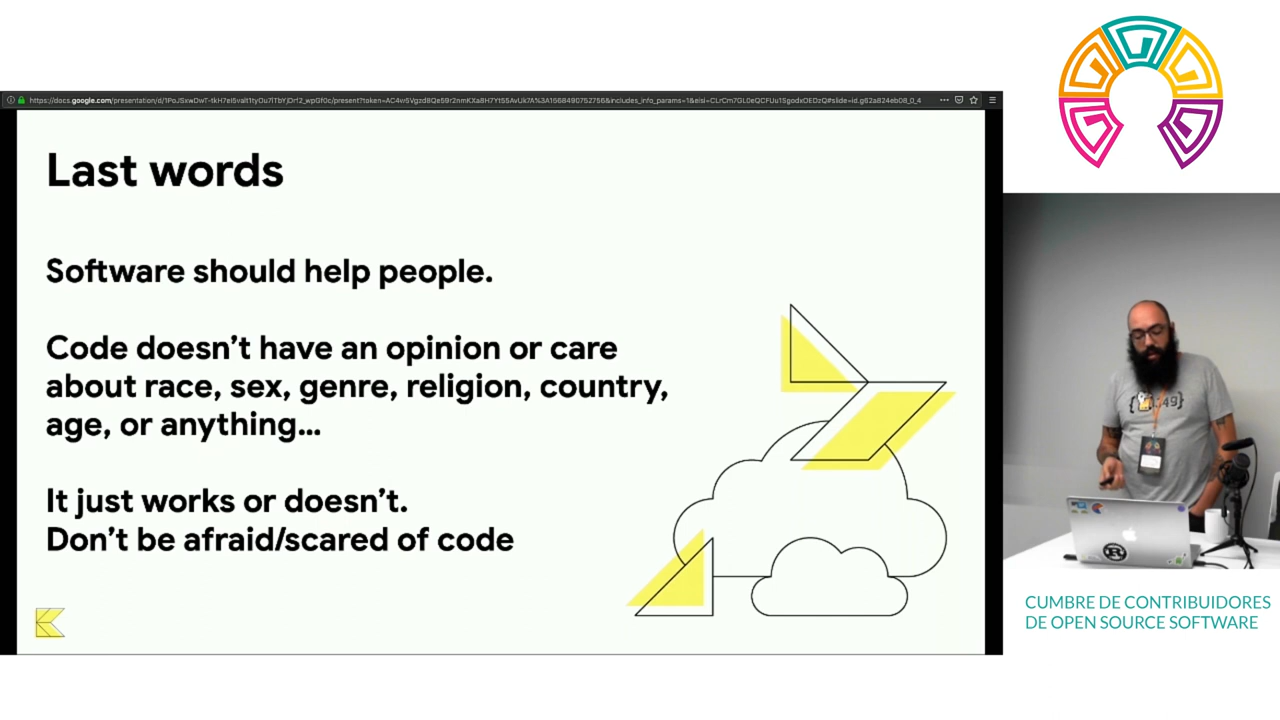 Last words
Software should help people.
Code doesn't have an opinion or care
about race, sex, genre, religion, country,
age, or anything...
It just works or doesn't.
Don't be afraid/scared of code
CUMBRE DE CONTRIBUIDORES
DE OPEN SOURCE SOFTWARE